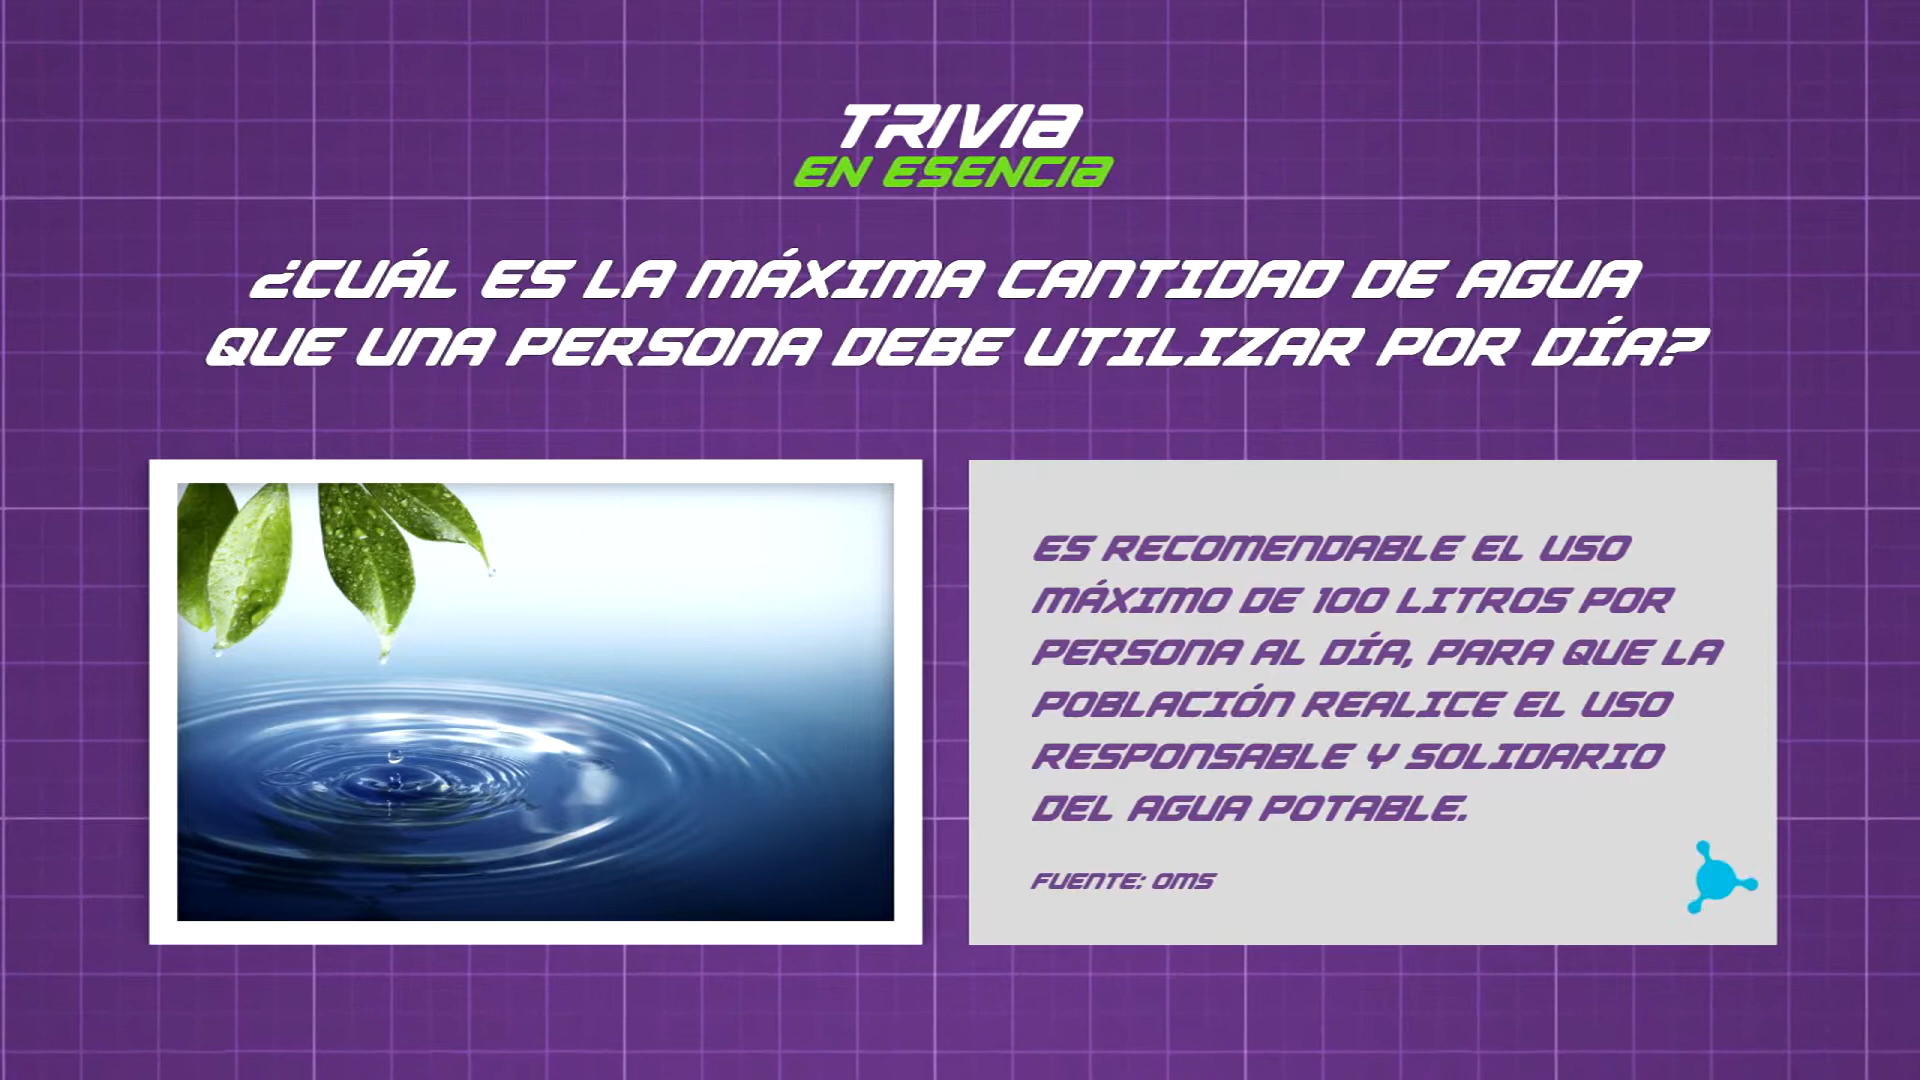 TRIVIA
EN ESENCIA
¿CUÁL ES LA MÁXIMA CANTIDAD DE AGUA
QUE UNA PERSONA DEBE UTILIZAR POR DÍA?
ES RECOMENDABLE EL USO
MÁXIMO DE 100 LITROS POR
PERSONA AL DÍA, PARA QUE LA
POBLACIÓN REALICE EL USO
RESPONSABLE Y SOLIDARIO
DEL AGUA POTABLE.
FUENTE: OMS